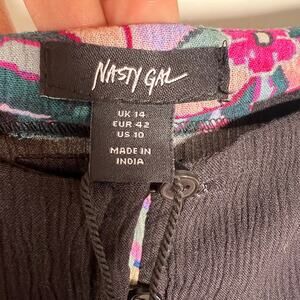 NASTY GAL
UK 14
EUR 42
US 10
MADE IN
INDIA